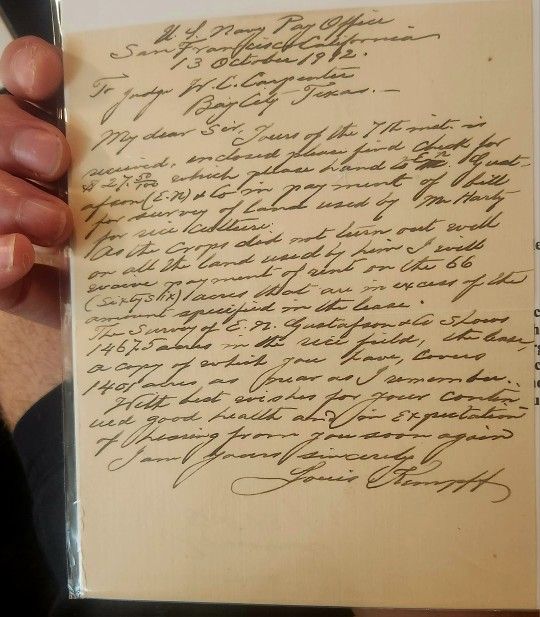 U. S. Navy Pay Office
San Francisco California
13 October 1912.
To Judge W. C. Carpenter
Bay City Texas.—
My dear Sir, Yours of the 7th inst. is
received, enclosed please find check for
$27 50/100 which please hand to E. N. Gust-
afson (E.N) & Co in payment of bill
for survey of land used by Mr Harty
for rice culture.
As the crops did not turn out well
on all the land used by him I will
waive payment of rent on the 66
(Sixty Six) acres that are in excess of the
amount specified in the lease.
The Survey of E. N. Gustafson & Co Shows
1467.5 acres in the rice field, the lease,
a copy of which you have, covers
1401 acres as near as I remember..
With best wishes for your contin
ued good health and in expectation
of hearing from you soon again
I am yours sincerely
Louis Kempff